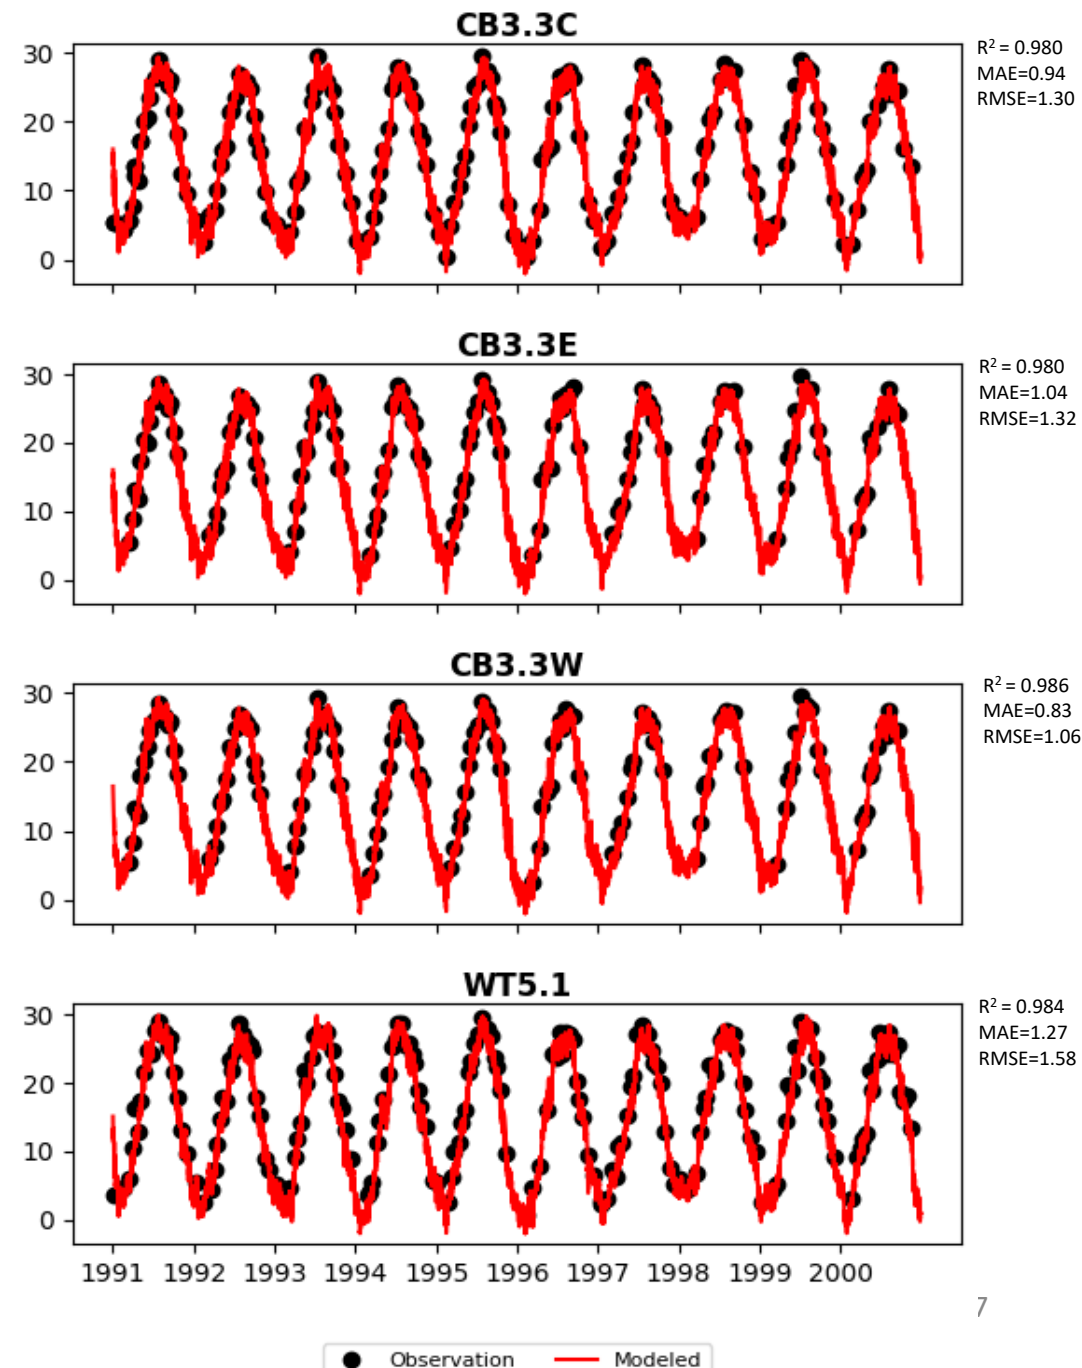 CB3.3C
30
20
10
0
R² = 0.980
MAE=0.94
RMSE=1.30
CB3.3E
30
20
10
0
R² = 0.980
MAE=1.04
RMSE=1.32
CB3.3W
30
20
10
0
R² = 0.986
MAE=0.83
RMSE=1.06
WT5.1
30
20
10
0
R² = 0.984
MAE=1.27
RMSE=1.58
1991 1992 1993 1994 1995 1996 1997 1998 1999 2000
7
Observation Modeled